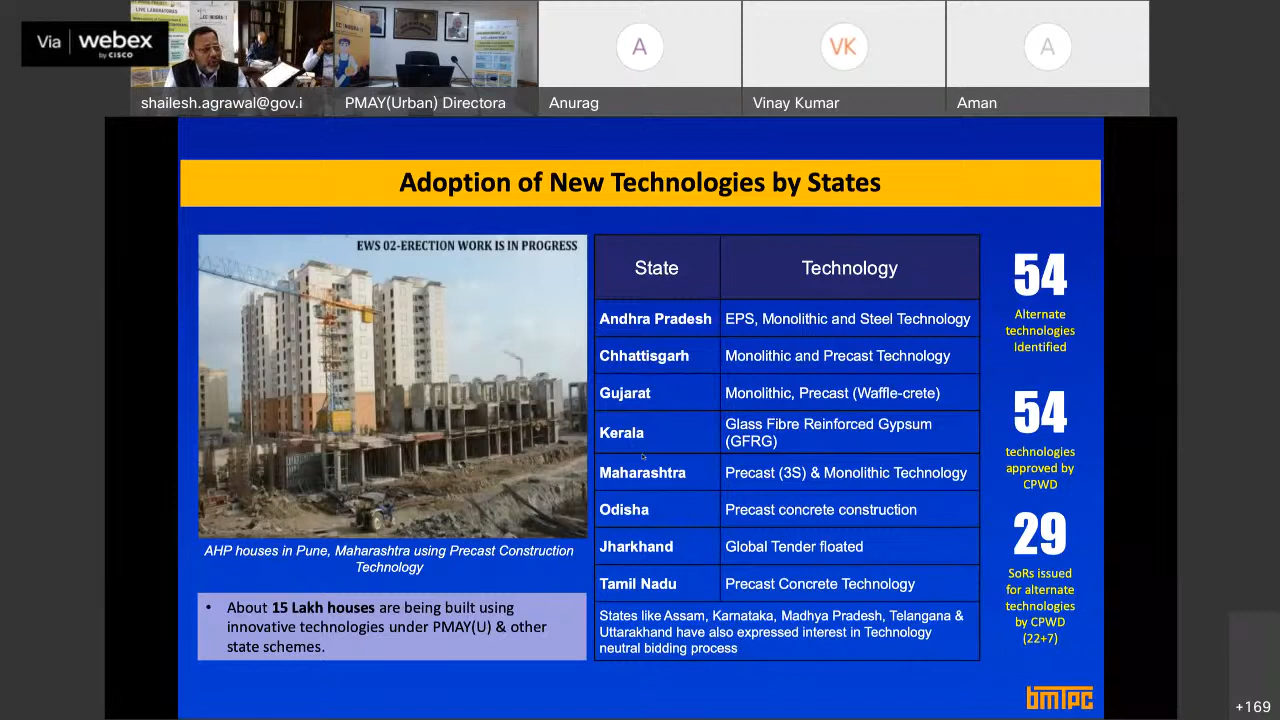 Via webex
by CISCO
LIVE LABORATORIES
shailesh.agrawal@gov.i
PMAY(Urban) Directora
A
Anurag
VK
Vinay Kumar
A
Aman
Adoption of New Technologies by States
EWS 02-ERECTION WORK IS IN PROGRESS
AHP houses in Pune, Maharashtra using Precast Construction
Technology
• About 15 Lakh houses are being built using
innovative technologies under PMAY(U) & other
state schemes.
State Technology
Andhra Pradesh EPS, Monolithic and Steel Technology
Chhattisgarh Monolithic and Precast Technology
Gujarat Monolithic, Precast (Waffle-crete)
Kerala Glass Fibre Reinforced Gypsum
(GFRG)
Maharashtra Precast (3S) & Monolithic Technology
Odisha Precast concrete construction
Jharkhand Global Tender floated
Tamil Nadu Precast Concrete Technology
States like Assam, Karnataka, Madhya Pradesh, Telangana &
Uttarakhand have also expressed interest in Technology
neutral bidding process
54
Alternate
technologies
Identified
54
technologies
approved by
CPWD
29
SoRs issued
for alternate
technologies
by CPWD
(22+7)
bmTPC
+169